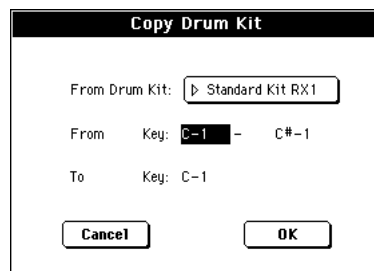 Copy Drum Kit
From Drum Kit: ▷ Standard Kit RX1
From Key: C-1 - C#-1
To Key: C-1
Cancel OK